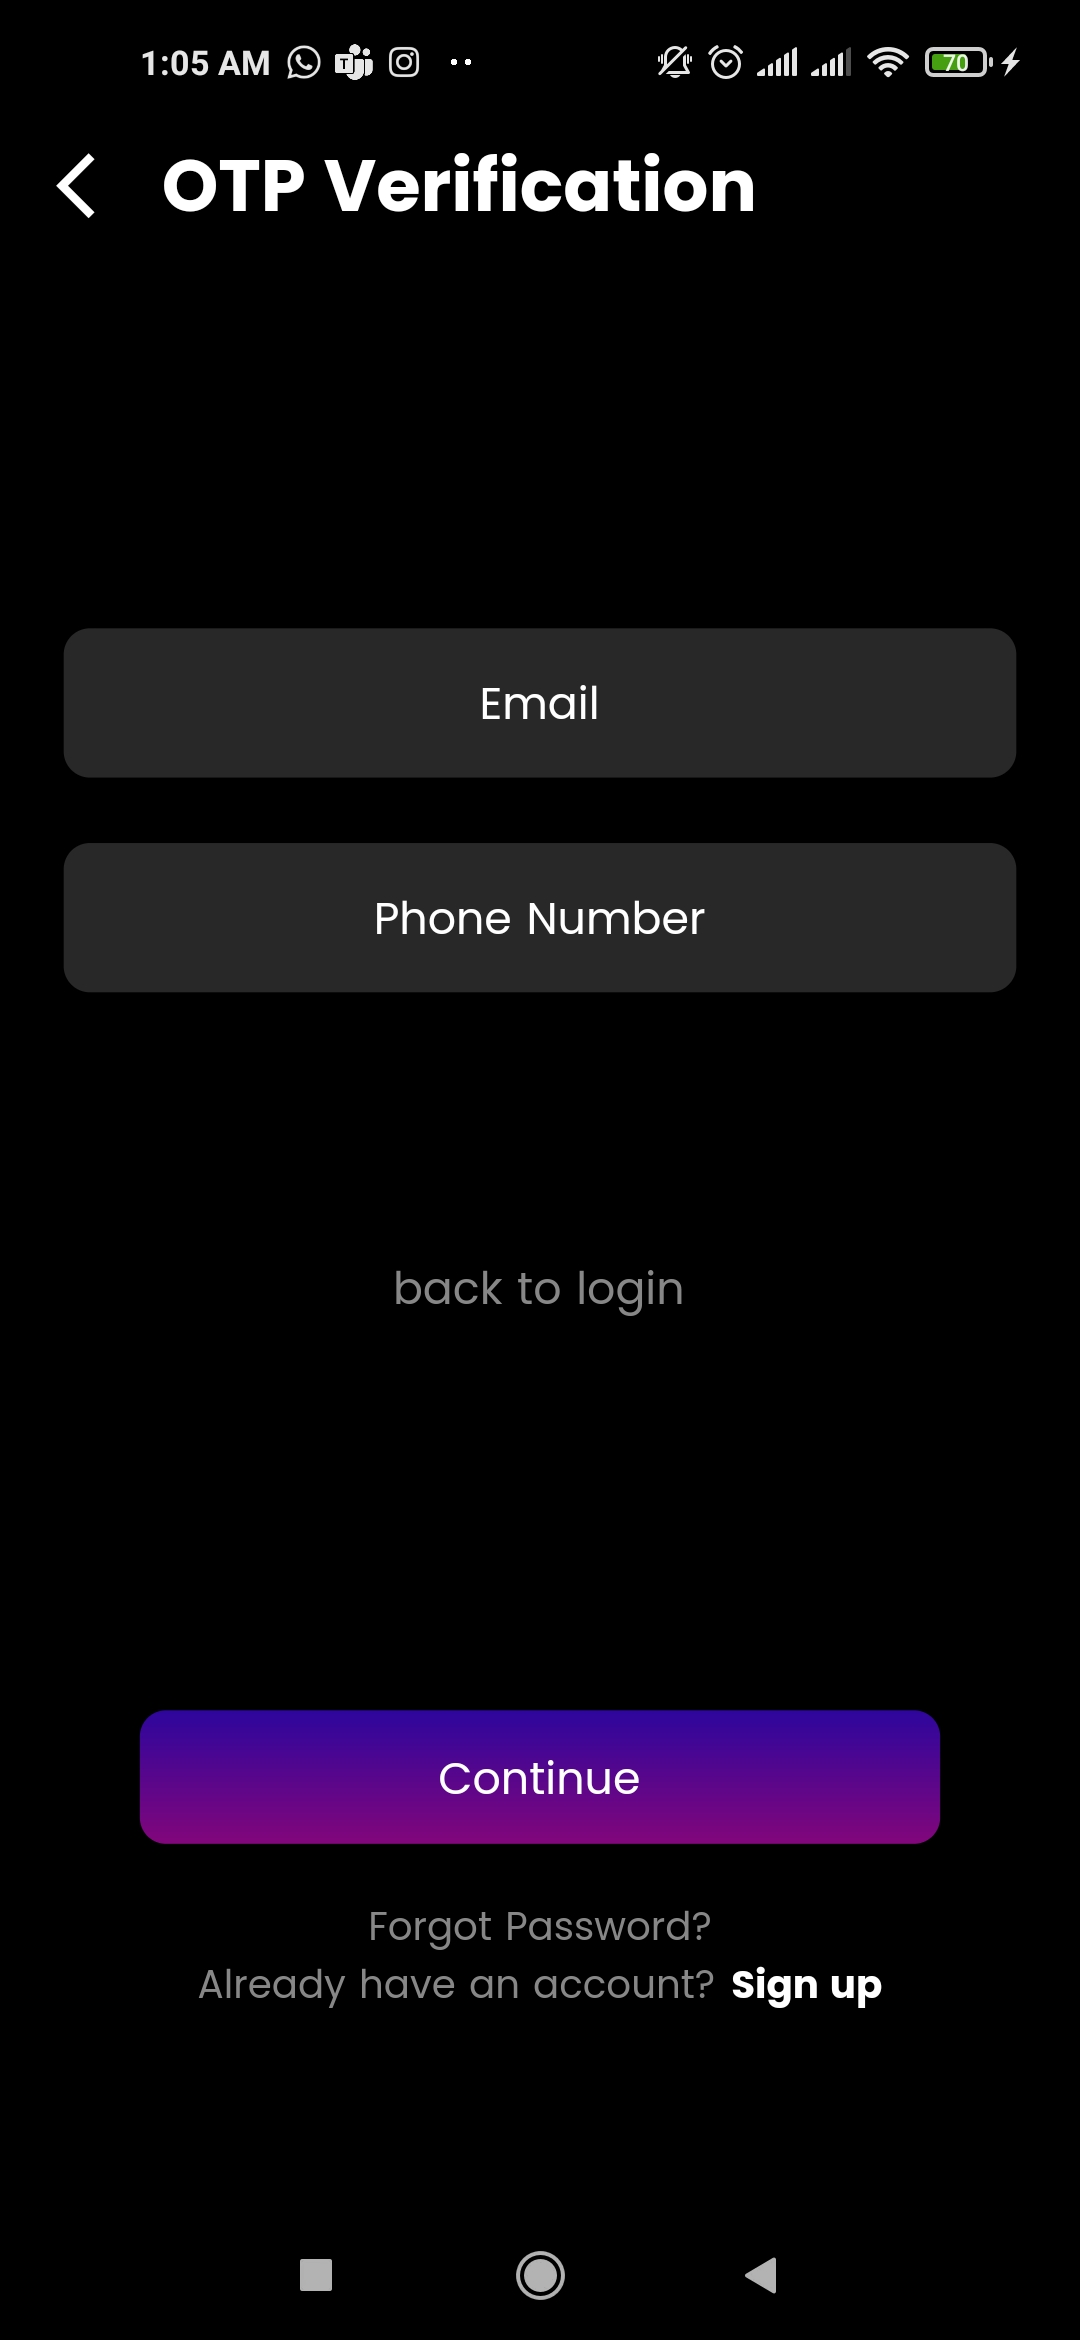 1:05 AM
70
OTP Verification
Email
Phone Number
back to login
Continue
Forgot Password?
Already have an account? Sign up